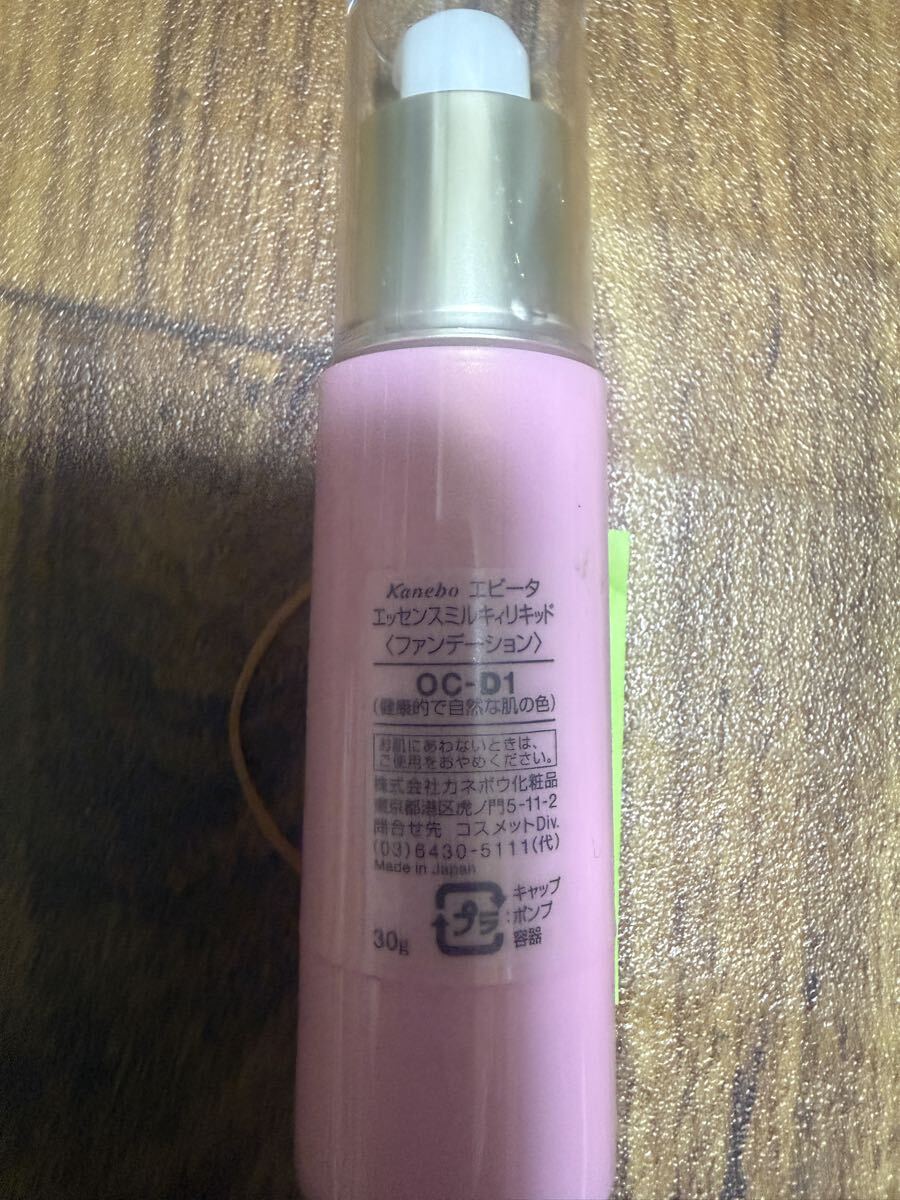 Kanebo エビータ
エッセンスミルキィリキッド
〈ファンデーション〉
OC-D1
(健康的で自然な肌の色)
お肌にあわないときは、
ご使用をおやめください。
株式会社カネボウ化粧品
東京都港区虎ノ門5-11-2
問合せ先 コスメットDiv.
(03)6430-5111(代)
Made in Japan
30g
プラ
キャップ
:ポンプ
容器